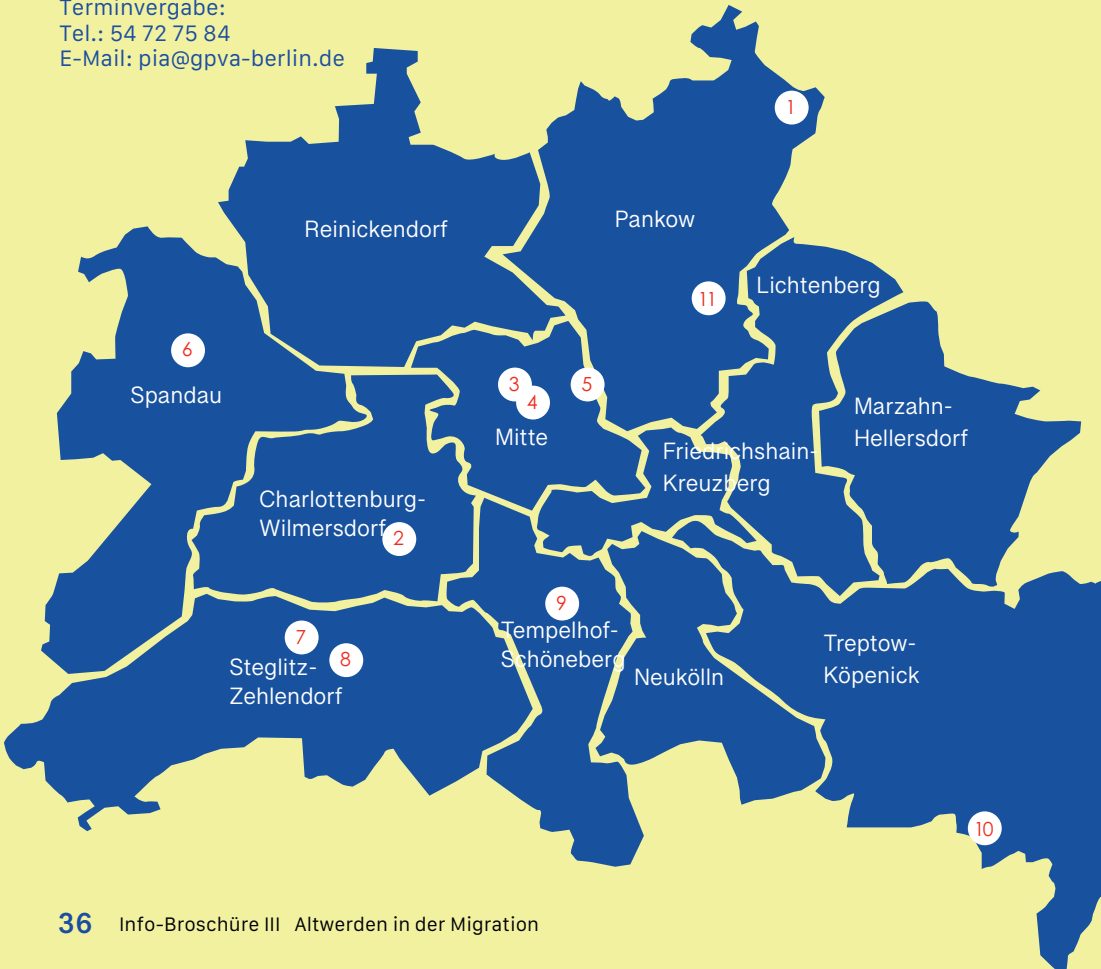 Terminvergabe:
Tel.: 54 72 75 84
E-Mail: pia@gpva-berlin.de
1
Reinickendorf
Pankow
Lichtenberg
11
6
Spandau
3
4
5
Mitte
Marzahn-
Hellersdorf
Friedrichshain-
Kreuzberg
Charlottenburg-
Wilmersdorf
2
9
Tempelhof-
Schöneberg
7
8
Steglitz-
Zehlendorf
Neukölln
Treptow-
Köpenick
10
36 Info-Broschüre III Altwerden in der Migration